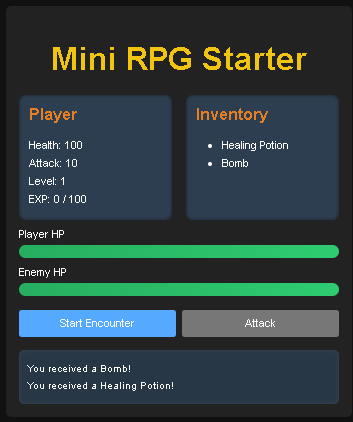 Mini RPG Starter
Player
Health: 100
Attack: 10
Level: 1
EXP: 0 / 100
Inventory
Healing Potion
Bomb
Player HP
Enemy HP
Start Encounter
Attack
You received a Bomb!
You received a Healing Potion!